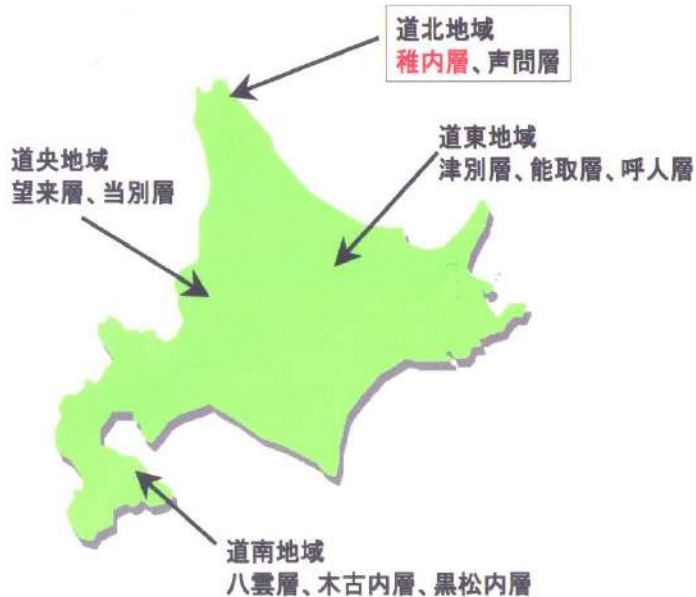 道北地域
稚内層、声問層
道央地域
望来層、当別層
道東地域
津別層、能取層、呼人層
道南地域
八雲層、木古内層、黒松内層